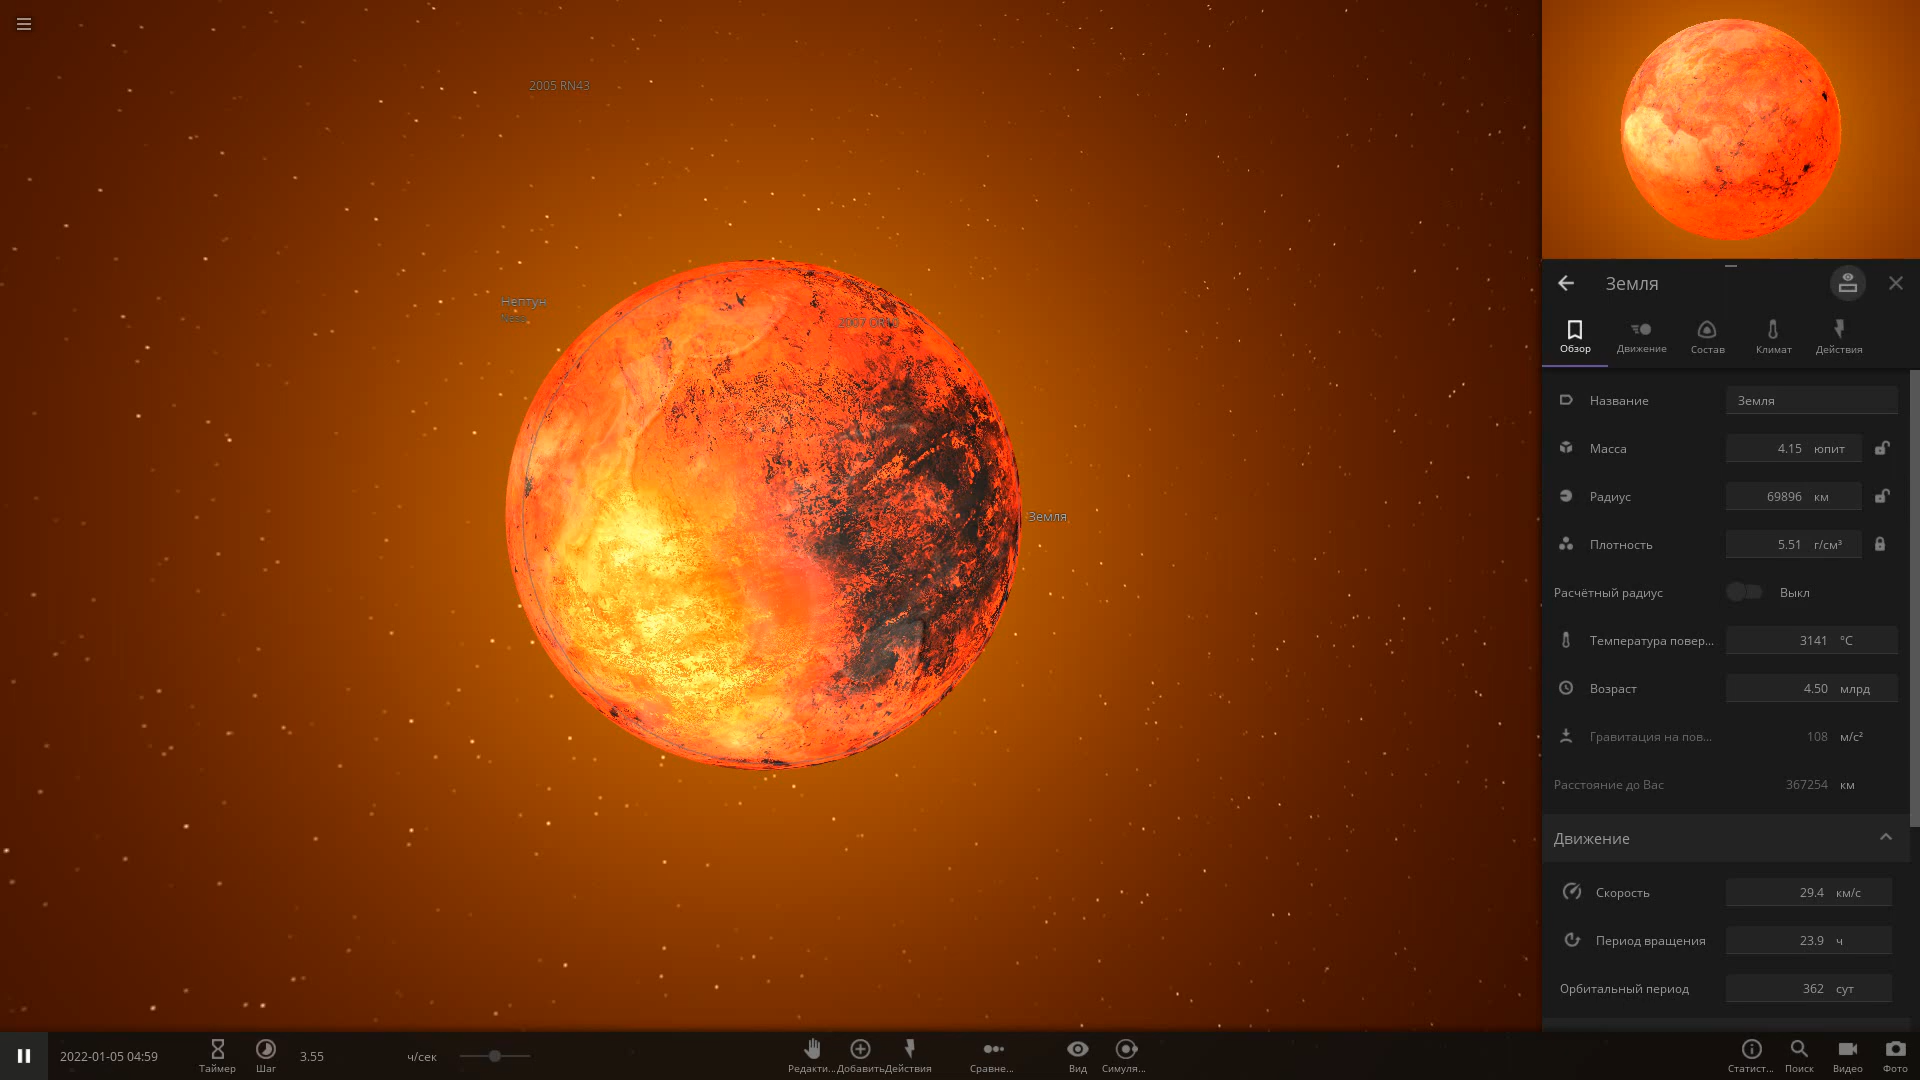 2005 RN43
Нептун
Земля
Земля
Обзор
Движение
Состав
Климат
Действия
Название Земля
Масса 4.15 юпит
Радиус 69896 км
Плотность 5.51 г/см³
Расчётный радиус Выкл
Температура повер... 3141 °C
Возраст 4.50 млрд
Гравитация на пов... 108 м/с²
Расстояние до Вас 367254 км
Движение
Скорость 29.4 км/с
Период вращения 23.9 ч
Орбитальный период 362 сут
2022-01-05 04:59
Таймер
Шаг
3.55 ч/сек
Редакти...
Добавить
Действия
Сравне...
Вид
Симуля...
Статист...
Поиск
Видео
Фото